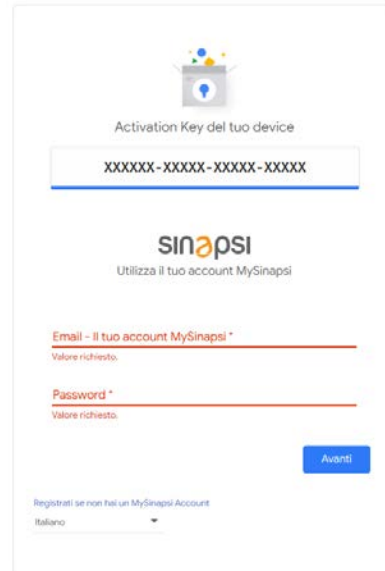 Activation Key del tuo device
XXXXXX-XXXXX-XXXXX-XXXXX
sinapsi
Utilizza il tuo account MySinapsi
Email - Il tuo account MySinapsi *
Valore richiesto.
Password *
Valore richiesto.
Avanti
Registrati se non hai un MySinapsi Account
Italiano